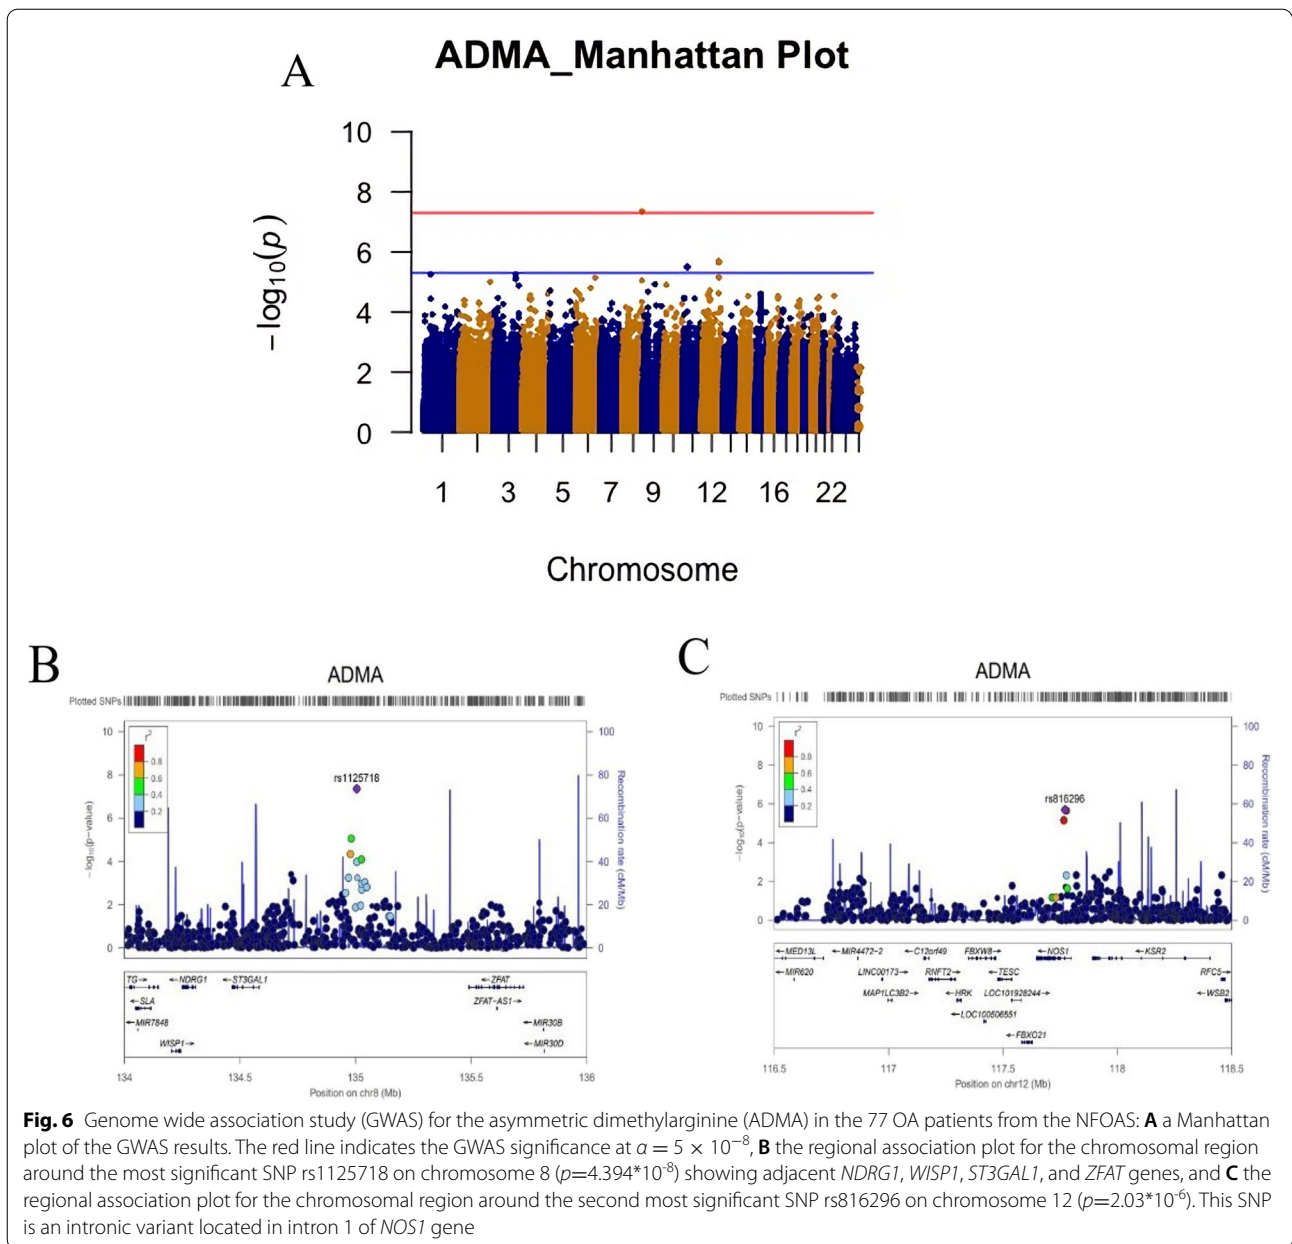 A
ADMA_Manhattan Plot
−log10(p)
10
8
6
4
2
0
1 3 5 7 9 12 16 22
Chromosome
B
ADMA
Plotted SNPs
r2
0.8
0.6
0.4
0.2
rs1125718
−log10(p−value)
10
8
6
4
2
0
Recombination rate (cM/Mb)
100
80
60
40
20
0
TG→ ←NDRG1 ←ST3GAL1 ←ZFAT
←SLA ZFAT−AS1→
←MIR7848 ←MIR30B
WISP1→ ←MIR30D
134 134.5 135 135.5 136
Position on chr8 (Mb)
C
ADMA
Plotted SNPs
r2
0.8
0.6
0.4
0.2
rs816296
−log10(p−value)
10
8
6
4
2
0
Recombination rate (cM/Mb)
100
80
60
40
20
0
←MED13L ←MIR4472−2 ←C12orf49 FBXW8→ ←NOS1 ←KSR2
←MIR620 LINC00173→ RNFT2→ ←TESC RFC5→
MAP1LC3B2→ ←HRK LOC101928244→ ←WSB2
←LOC100506551
←FBXO21
116.5 117 117.5 118 118.5
Position on chr12 (Mb)
Fig. 6 Genome wide association study (GWAS) for the asymmetric dimethylarginine (ADMA) in the 77 OA patients from the NFOAS: A a Manhattan
plot of the GWAS results. The red line indicates the GWAS significance at α = 5 × 10−8, B the regional association plot for the chromosomal region
around the most significant SNP rs1125718 on chromosome 8 (p=4.394*10-8) showing adjacent NDRG1, WISP1, ST3GAL1, and ZFAT genes, and C the
regional association plot for the chromosomal region around the second most significant SNP rs816296 on chromosome 12 (p=2.03*10-6). This SNP
is an intronic variant located in intron 1 of NOS1 gene